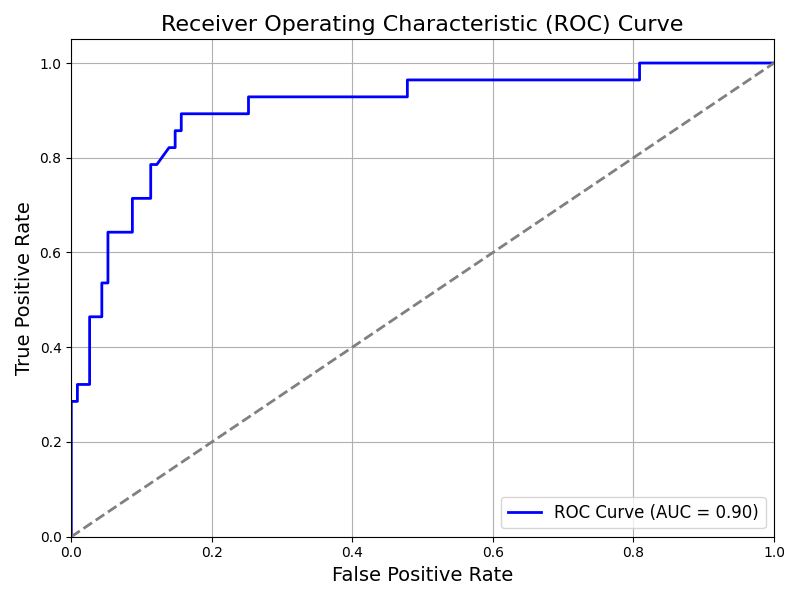 Receiver Operating Characteristic (ROC) Curve
1.0
0.8
0.6
0.4
0.2
0.0
True Positive Rate
0.0 0.2 0.4 0.6 0.8 1.0
False Positive Rate
ROC Curve (AUC = 0.90)